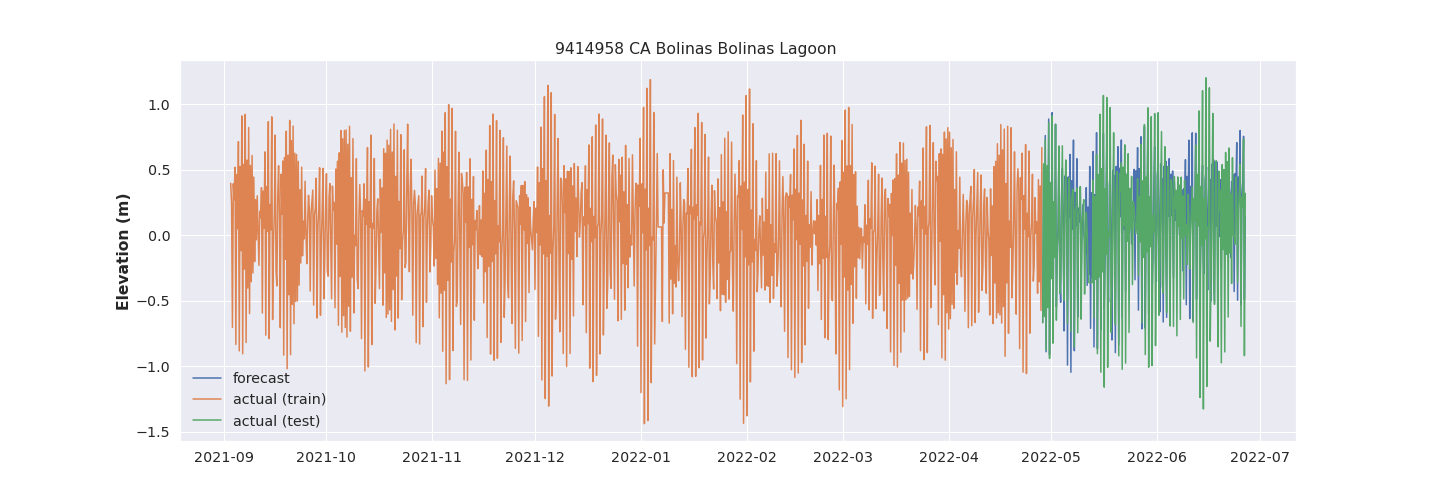 9414958 CA Bolinas Bolinas Lagoon
Elevation (m)
1.0
0.5
0.0
−0.5
−1.0
−1.5
forecast
actual (train)
actual (test)
2021-09 2021-10 2021-11 2021-12 2022-01 2022-02 2022-03 2022-04 2022-05 2022-06 2022-07